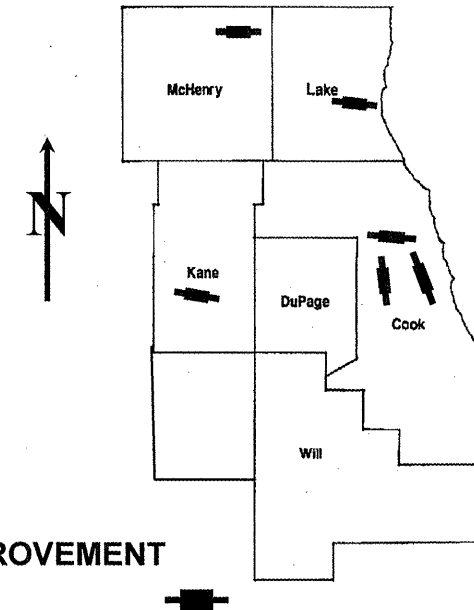 McHenry
Lake
N
Kane
DuPage
Cook
Will
ROVEMENT